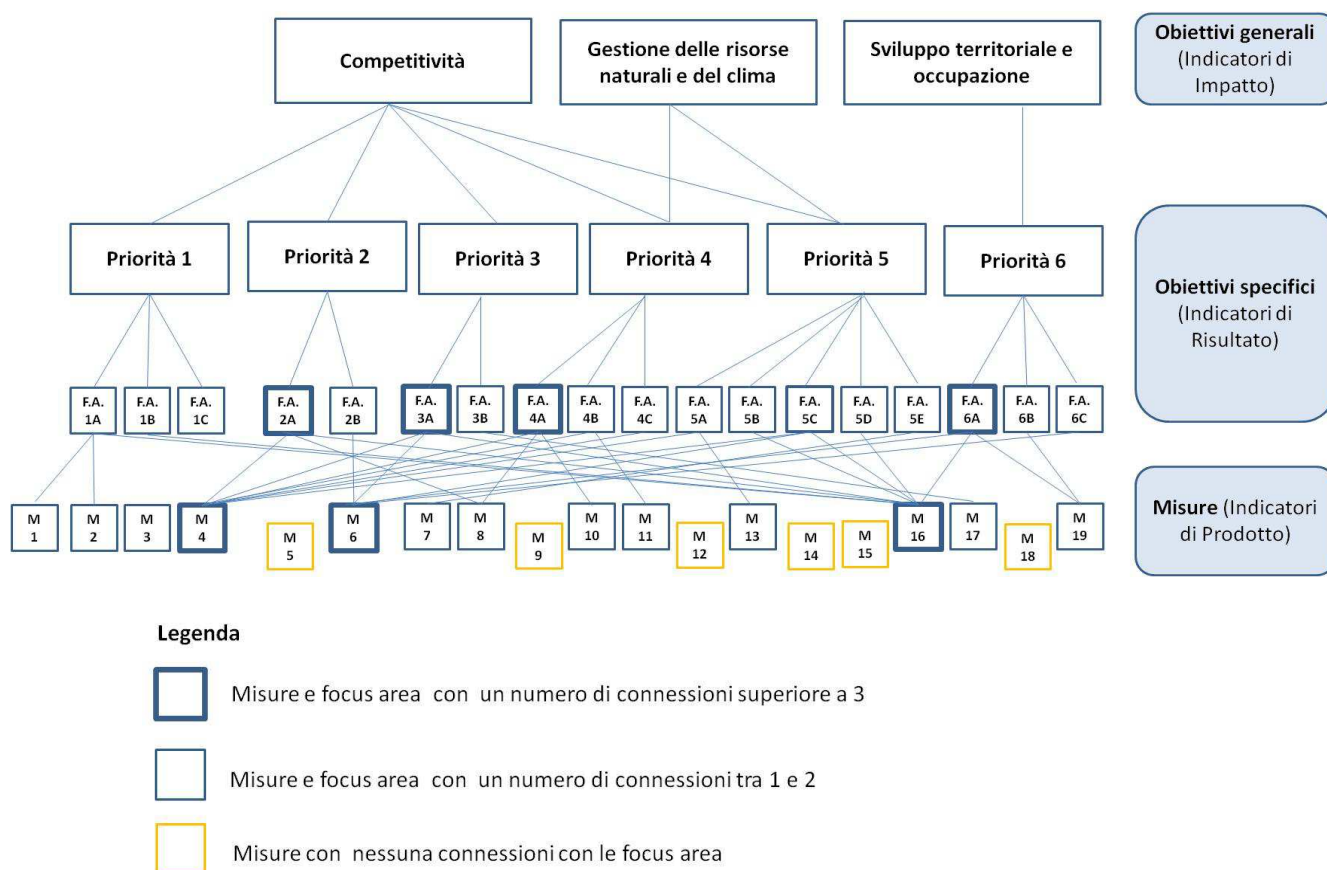 Competitività
Gestione delle risorse
naturali e del clima
Sviluppo territoriale e
occupazione
Obiettivi generali
(Indicatori di
Impatto)
Priorità 1
Priorità 2
Priorità 3
Priorità 4
Priorità 5
Priorità 6
Obiettivi specifici
(Indicatori di
Risultato)
F.A.
1A
F.A.
1B
F.A.
1C
F.A.
2A
F.A.
2B
F.A.
3A
F.A.
3B
F.A.
4A
F.A.
4B
F.A.
4C
F.A.
5A
F.A.
5B
F.A.
5C
F.A.
5D
F.A.
5E
F.A.
6A
F.A.
6B
F.A.
6C
M
1
M
2
M
3
M
4
M
5
M
6
M
7
M
8
M
9
M
10
M
11
M
12
M
13
M
14
M
15
M
16
M
17
M
18
M
19
Misure (Indicatori
di Prodotto)
Legenda
Misure e focus area con un numero di connessioni superiore a 3
Misure e focus area con un numero di connessioni tra 1 e 2
Misure con nessuna connessioni con le focus area